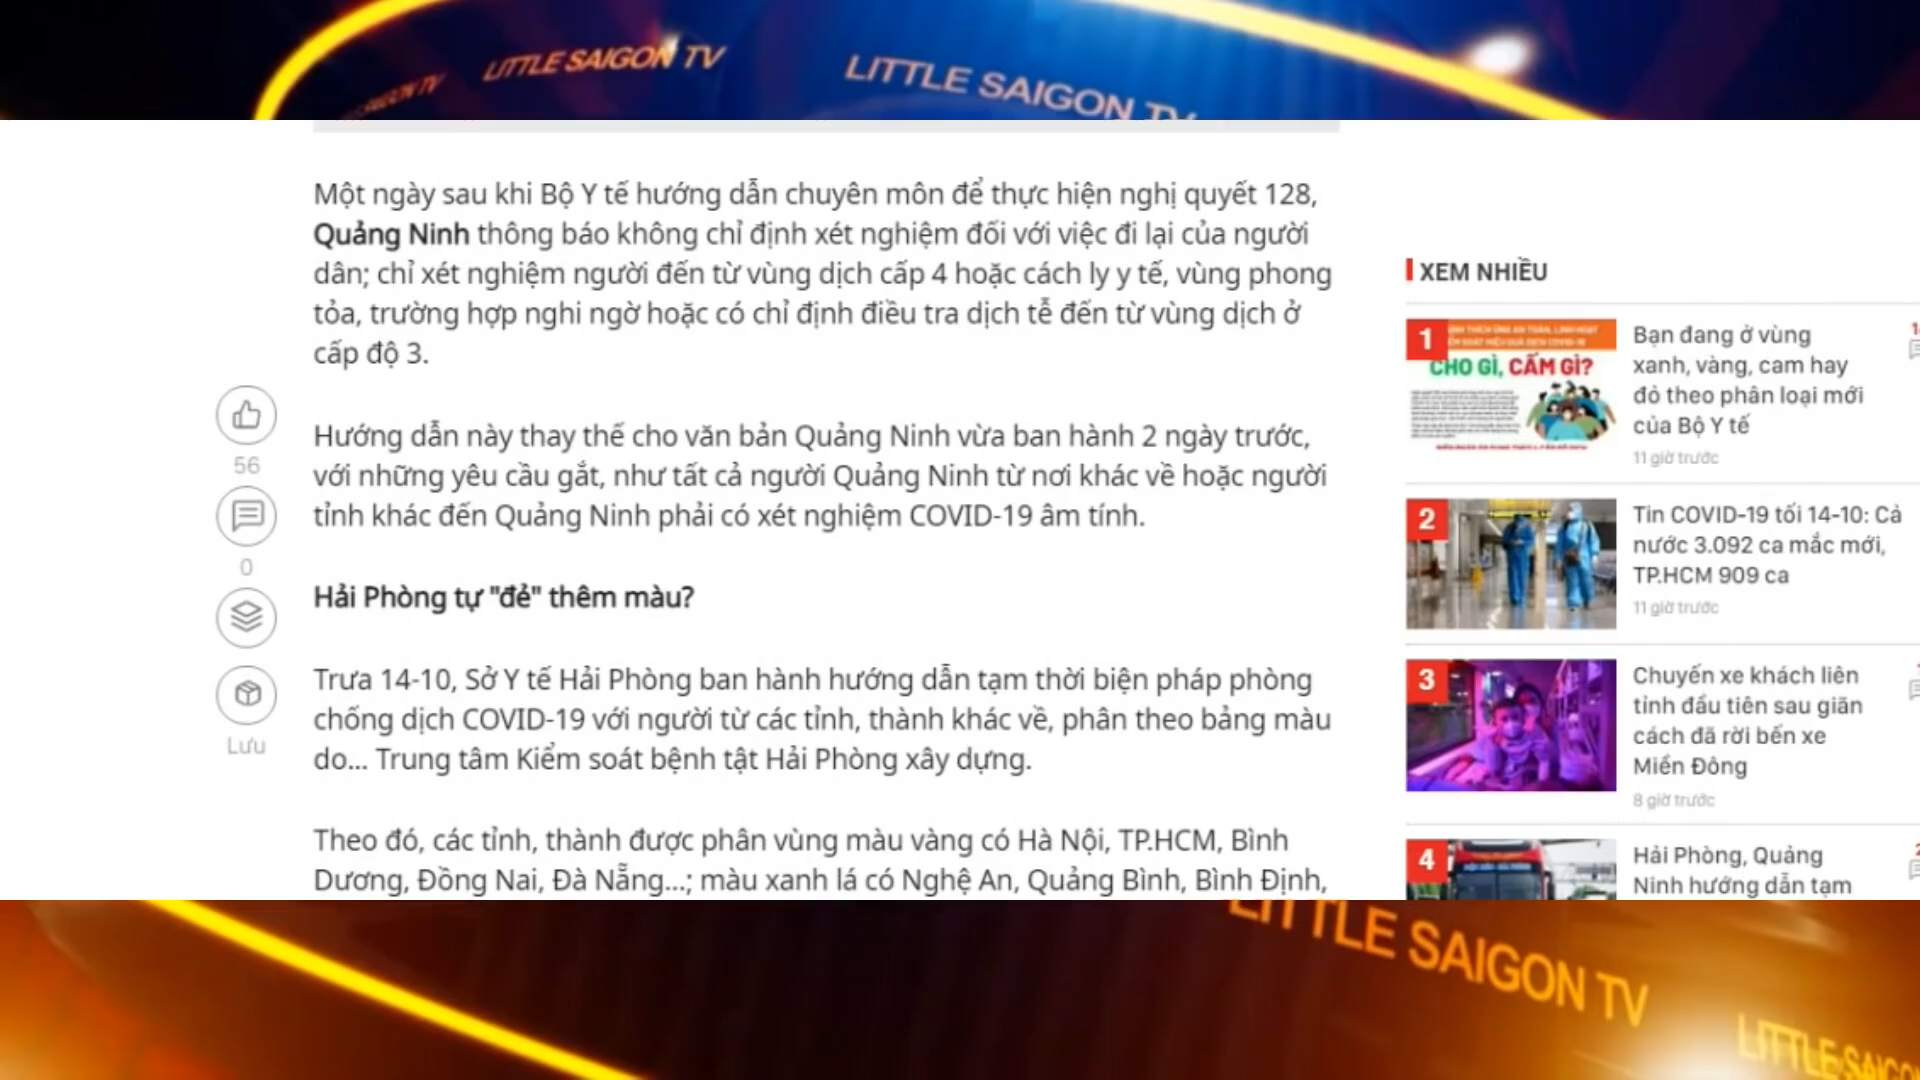 LITTLE SAIGON TV
LITTLE SAIGON TV
Một ngày sau khi Bộ Y tế hướng dẫn chuyên môn để thực hiện nghị quyết 128,
Quảng Ninh thông báo không chỉ định xét nghiệm đối với việc đi lại của người
dân; chỉ xét nghiệm người đến từ vùng dịch cấp 4 hoặc cách ly y tế, vùng phong
tỏa, trường hợp nghi ngờ hoặc có chỉ định điều tra dịch tễ đến từ vùng dịch ở
cấp độ 3.
56
0
Lưu
Hướng dẫn này thay thế cho văn bản Quảng Ninh vừa ban hành 2 ngày trước,
với những yêu cầu gắt, như tất cả người Quảng Ninh từ nơi khác về hoặc người
tỉnh khác đến Quảng Ninh phải có xét nghiệm COVID-19 âm tính.
Hải Phòng tự "đẻ" thêm màu?
Trưa 14-10, Sở Y tế Hải Phòng ban hành hướng dẫn tạm thời biện pháp phòng
chống dịch COVID-19 với người từ các tỉnh, thành khác về, phân theo bảng màu
do... Trung tâm Kiểm soát bệnh tật Hải Phòng xây dựng.
Theo đó, các tỉnh, thành được phân vùng màu vàng có Hà Nội, TP.HCM, Bình
Dương, Đồng Nai, Đà Nẵng...; màu xanh lá có Nghệ An, Quảng Bình, Bình Định,
XEM NHIỀU
1
CHO GÌ, CẤM GÌ?
Bạn đang ở vùng
xanh, vàng, cam hay
đỏ theo phân loại mới
của Bộ Y tế
11 giờ trước
2
Tin COVID-19 tối 14-10: Cả
nước 3.092 ca mắc mới,
TP.HCM 909 ca
11 giờ trước
3
Chuyến xe khách liên
tỉnh đầu tiên sau giãn
cách đã rời bến xe
Miền Đông
8 giờ trước
4
Hải Phòng, Quảng
Ninh hướng dẫn tạm
LITTLE SAIGON TV
LITTLE SAIGON